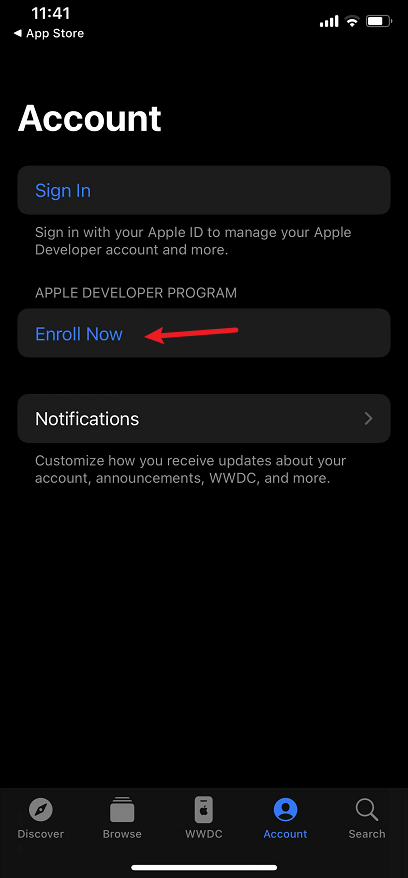 11:41
◀ App Store
Account
Sign In
Sign in with your Apple ID to manage your Apple
Developer account and more.
APPLE DEVELOPER PROGRAM
Enroll Now
Notifications
Customize how you receive updates about your
account, announcements, WWDC, and more.
Discover
Browse
WWDC
Account
Search